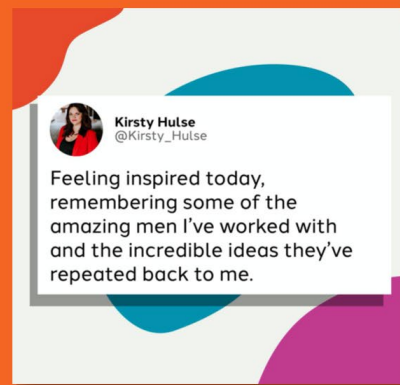 Kirsty Hulse
@Kirsty_Hulse
Feeling inspired today,
remembering some of the
amazing men I’ve worked with
and the incredible ideas they’ve
repeated back to me.